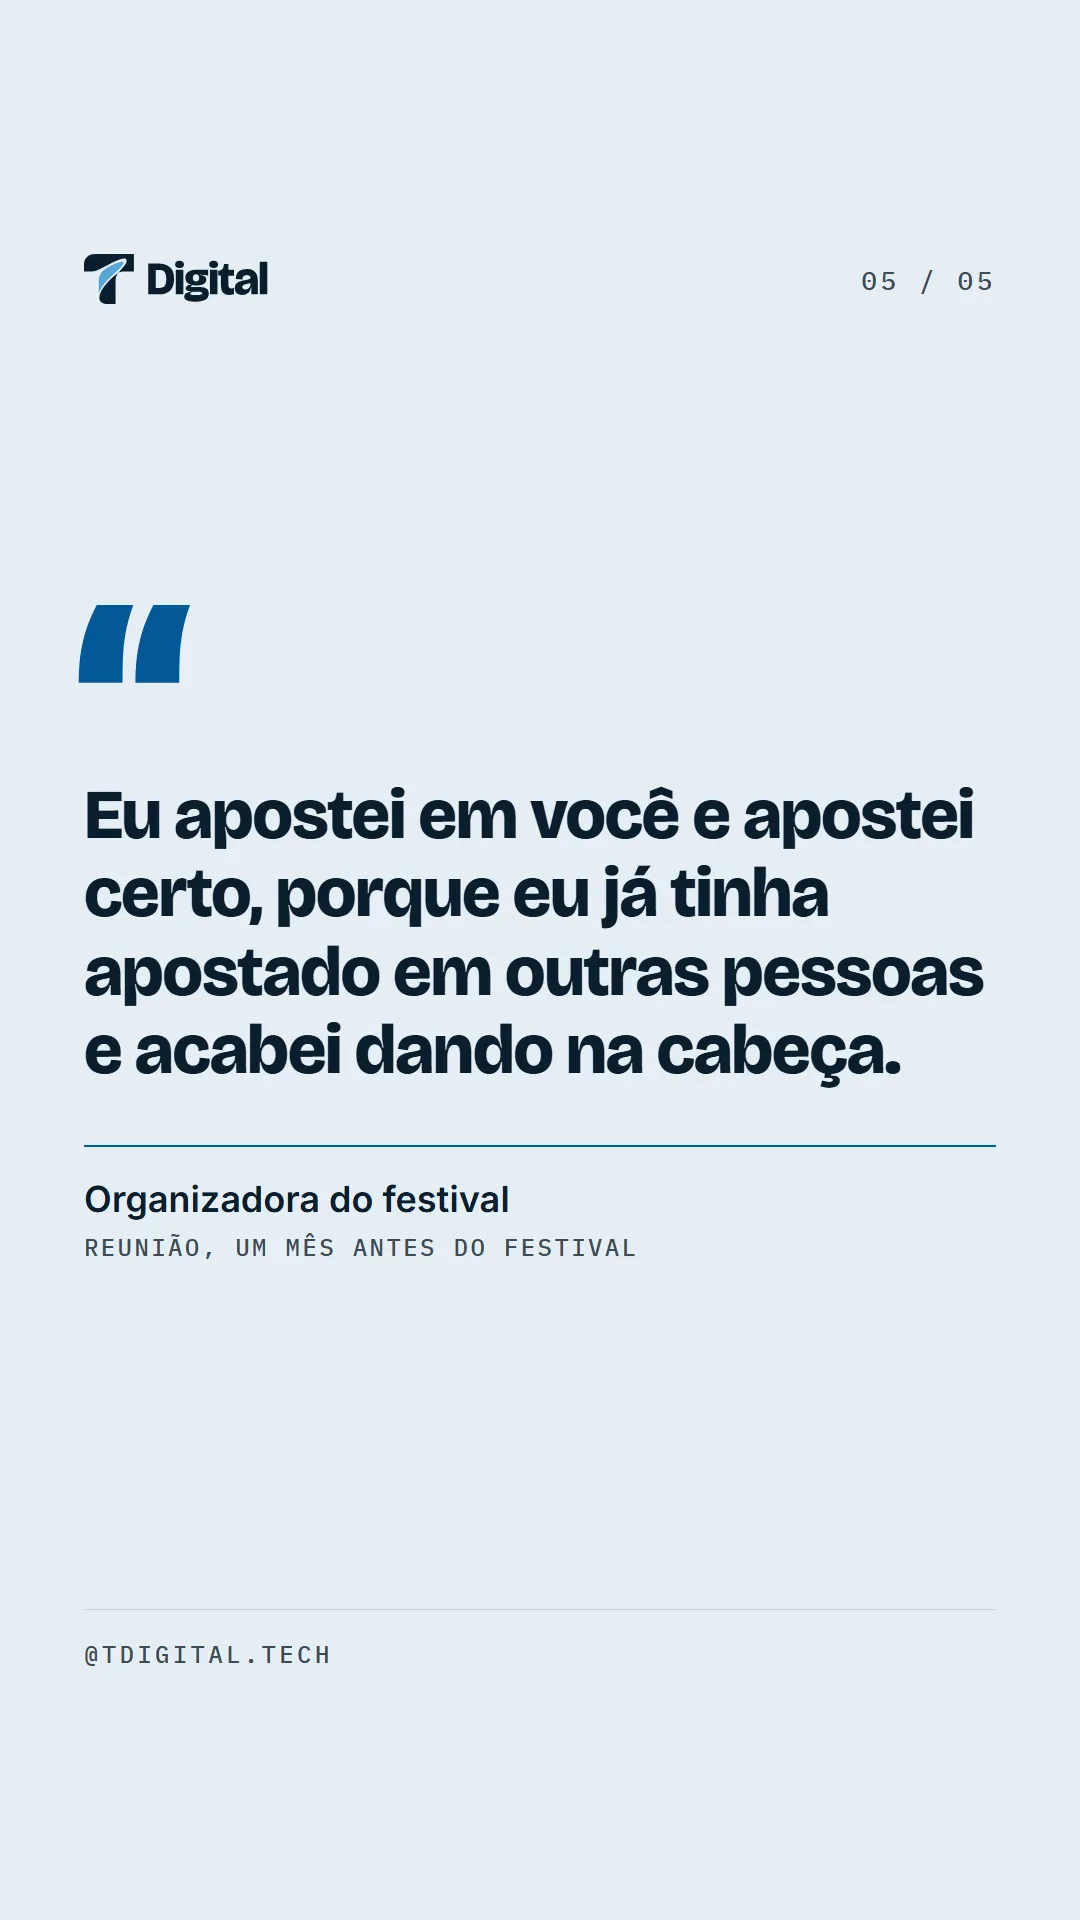 Digital
05 / 05
“
Eu apostei em você e apostei
certo, porque eu já tinha
apostado em outras pessoas
e acabei dando na cabeça.
Organizadora do festival
REUNIÃO, UM MÊS ANTES DO FESTIVAL
@TDIGITAL.TECH